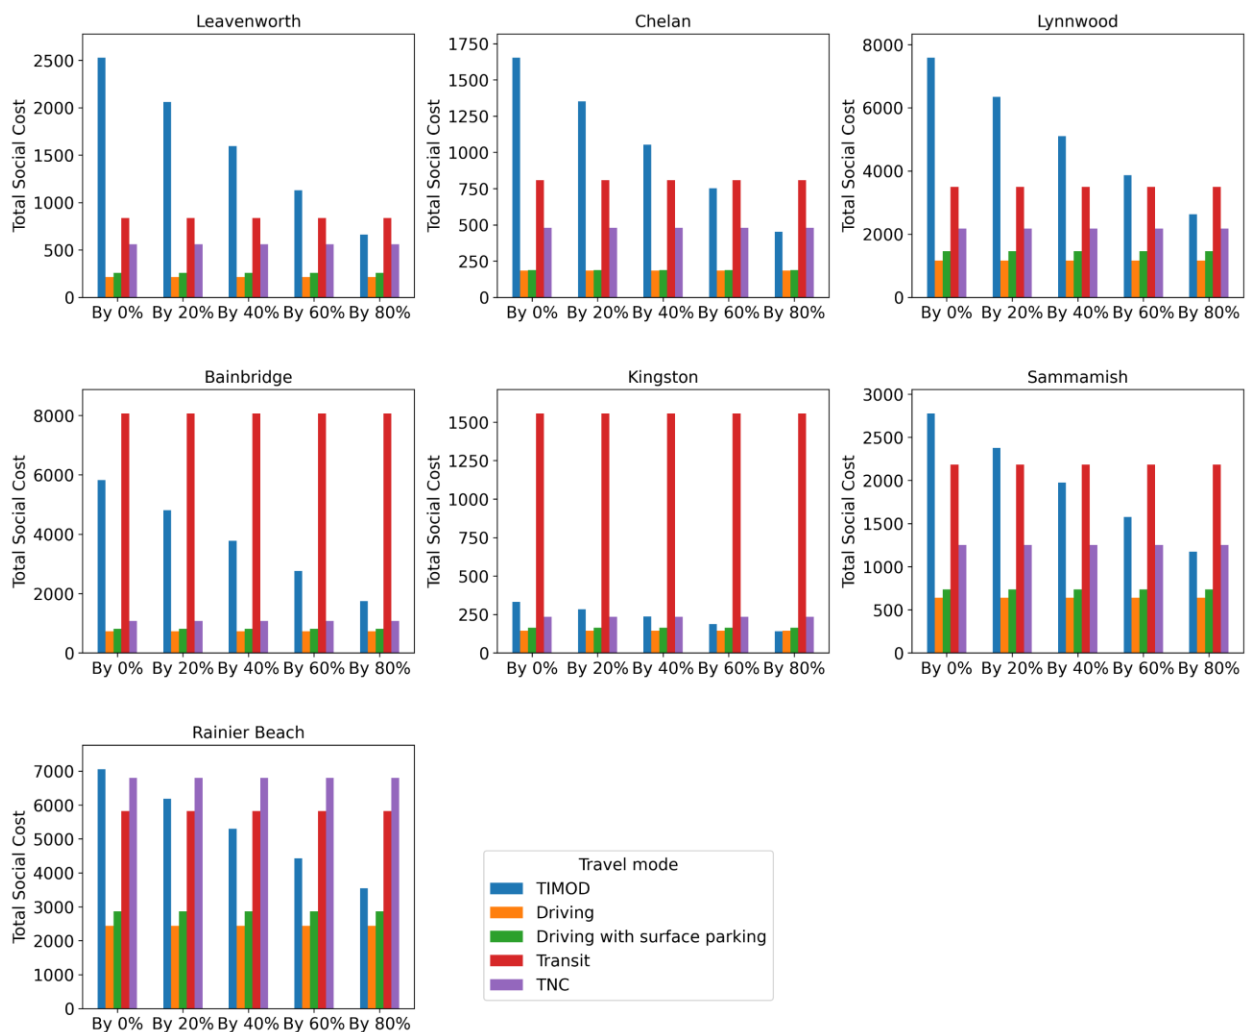 Leavenworth
Total Social Cost
2500
2000
1500
1000
500
0
By 0% By 20% By 40% By 60% By 80%
Chelan
Total Social Cost
1750
1500
1250
1000
750
500
250
0
By 0% By 20% By 40% By 60% By 80%
Lynnwood
Total Social Cost
8000
6000
4000
2000
0
By 0% By 20% By 40% By 60% By 80%
Bainbridge
Total Social Cost
8000
6000
4000
2000
0
By 0% By 20% By 40% By 60% By 80%
Kingston
Total Social Cost
1500
1250
1000
750
500
250
0
By 0% By 20% By 40% By 60% By 80%
Sammamish
Total Social Cost
3000
2500
2000
1500
1000
500
0
By 0% By 20% By 40% By 60% By 80%
Rainier Beach
Total Social Cost
7000
6000
5000
4000
3000
2000
1000
0
By 0% By 20% By 40% By 60% By 80%
Travel mode
TIMOD
Driving
Driving with surface parking
Transit
TNC